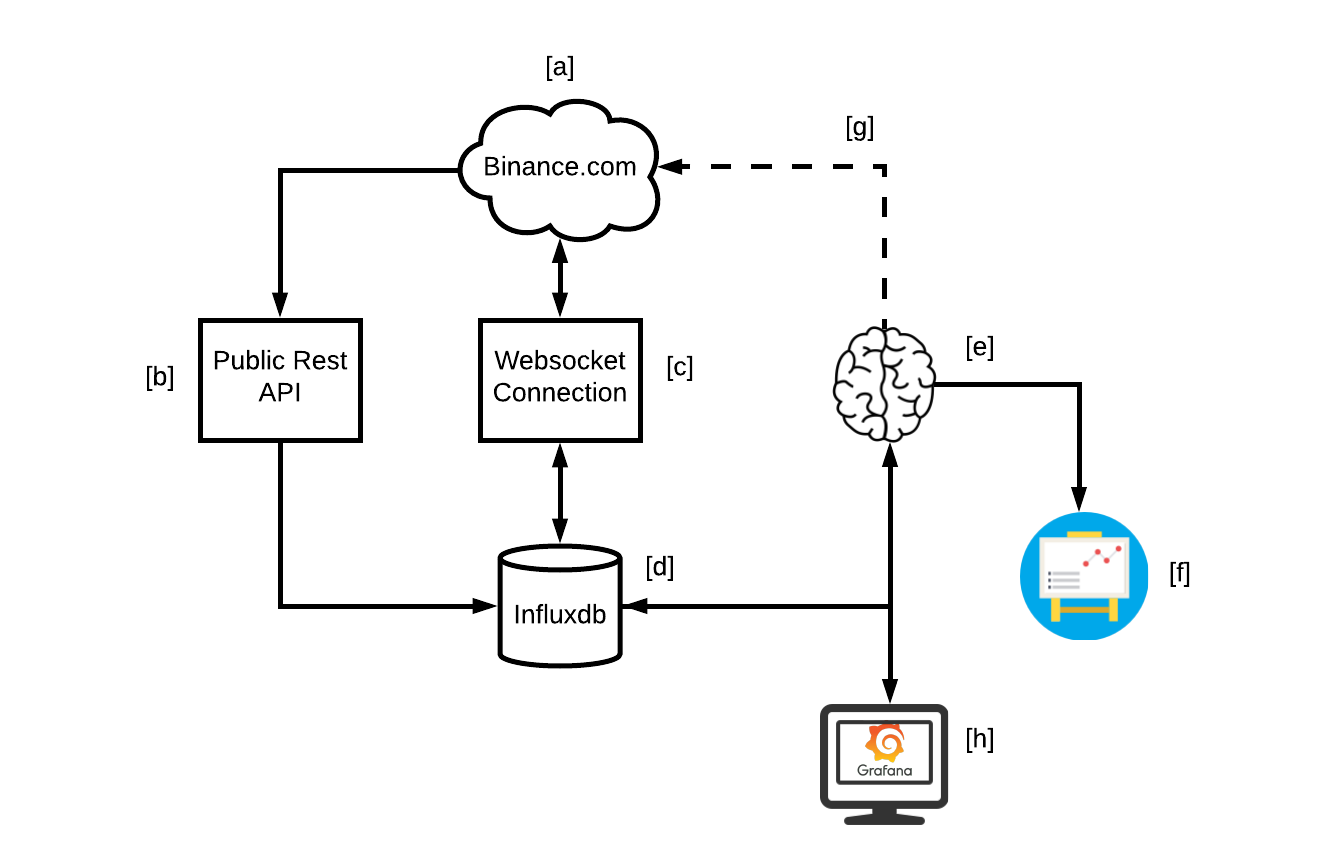 [a]
Binance.com
[g]
[b]
Public Rest
API
Websocket
Connection
[c]
[e]
[d]
Influxdb
[f]
Grafana
[h]